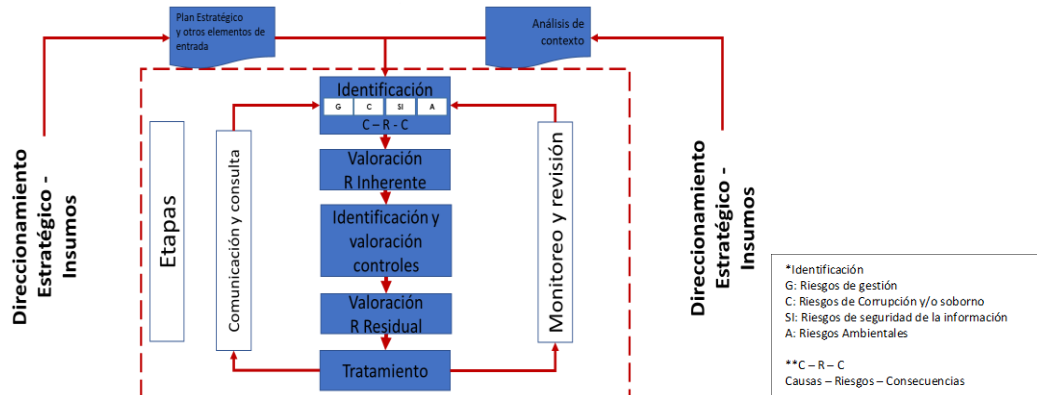 Plan Estratégico
y otros elementos de
entrada
Análisis de
contexto
Direccionamiento
Estratégico -
Insumos
Etapas
Comunicación y consulta
Identificación
G C SI A
C – R - C
Valoración
R Inherente
Identificación y
valoración
controles
Valoración
R Residual
Tratamiento
Monitoreo y revisión
Direccionamiento
Estratégico -
Insumos
*Identificación
G: Riesgos de gestión
C: Riesgos de Corrupción y/o soborno
SI: Riesgos de seguridad de la información
A: Riesgos Ambientales
**C – R – C
Causas – Riesgos – Consecuencias